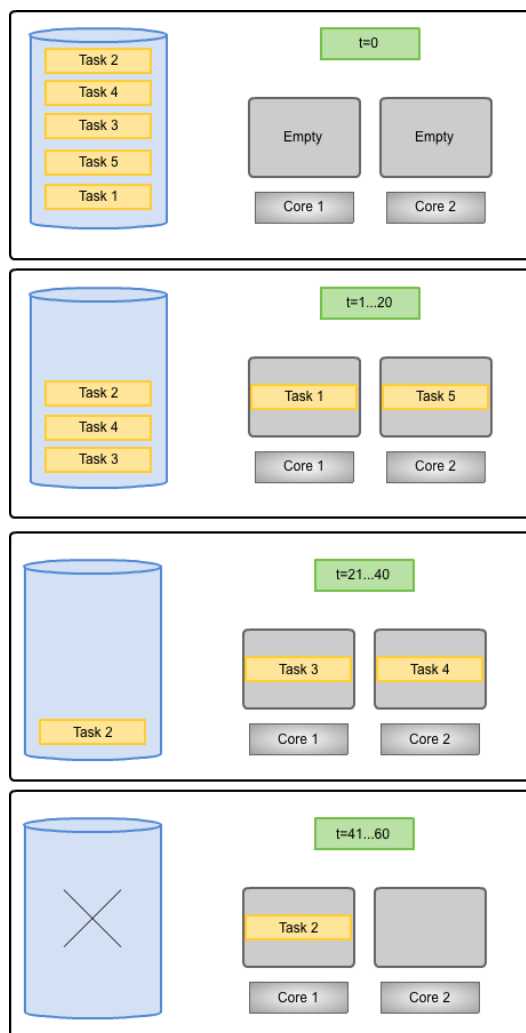 Task 2
Task 4
Task 3
Task 5
Task 1
t=0
Empty
Empty
Core 1
Core 2
Task 2
Task 4
Task 3
t=1...20
Task 1
Task 5
Core 1
Core 2
Task 2
t=21...40
Task 3
Task 4
Core 1
Core 2
t=41...60
Task 2
Core 1
Core 2